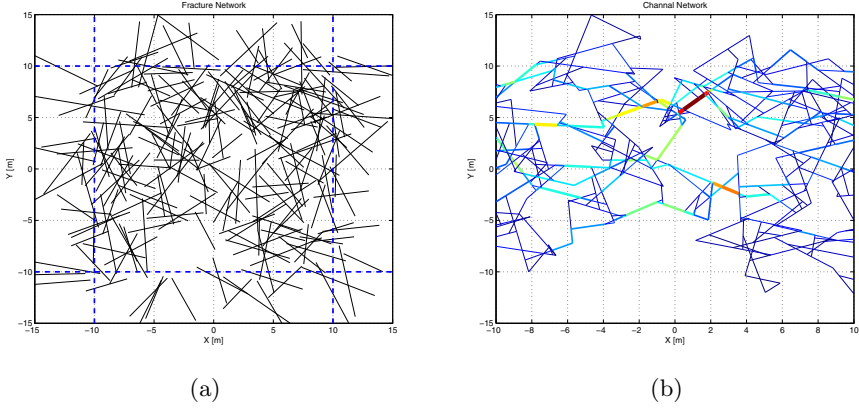 Fracture Network
15
10
5
0
−5
−10
−15
Y [m]
−15 −10 −5 0 5 10 15
X [m]
(a)
Channal Network
15
10
5
0
−5
−10
−15
Y [m]
−10 −8 −6 −4 −2 0 2 4 6 8 10
X [m]
(b)